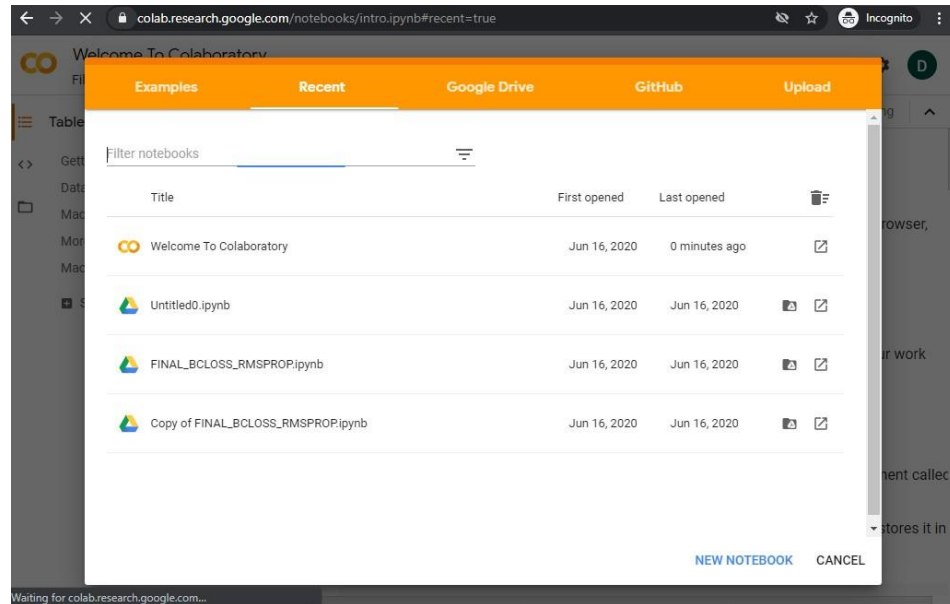 colab.research.google.com/notebooks/intro.ipynb#recent=true Incognito
Welcome To Colaboratory D
Examples Recent Google Drive GitHub Upload
Table
Filter notebooks
Title First opened Last opened
rowser,
Welcome To Colaboratory Jun 16, 2020 0 minutes ago
Untitled0.ipynb Jun 16, 2020 Jun 16, 2020
ur work
FINAL_BCLOSS_RMSPROP.ipynb Jun 16, 2020 Jun 16, 2020
Copy of FINAL_BCLOSS_RMSPROP.ipynb Jun 16, 2020 Jun 16, 2020
nent callec
stores it in
NEW NOTEBOOK CANCEL
Waiting for colab.research.google.com...